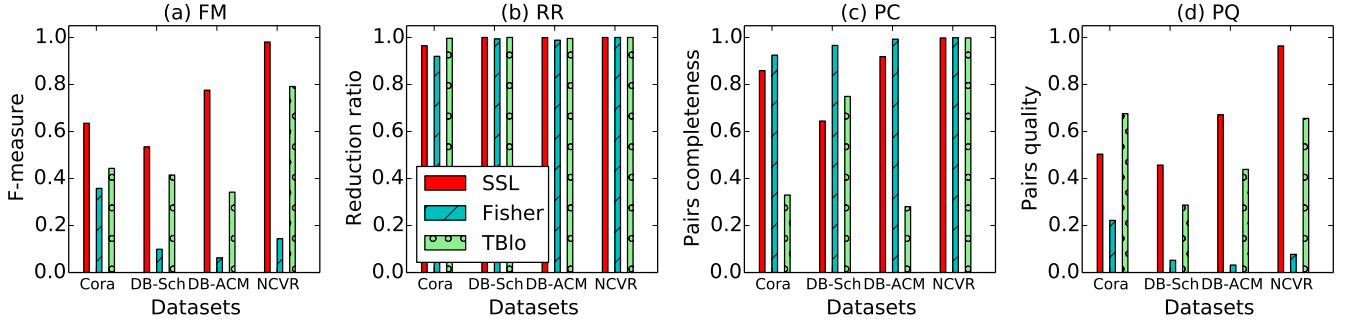 (a) FM
F-measure
1.0
0.8
0.6
0.4
0.2
0.0
Cora DB-Sch DB-ACM NCVR
Datasets
(b) RR
Reduction ratio
1.0
0.8
0.6
0.4
0.2
0.0
SSL
Fisher
TBlo
Cora DB-Sch DB-ACM NCVR
Datasets
(c) PC
Pairs completeness
1.0
0.8
0.6
0.4
0.2
0.0
Cora DB-Sch DB-ACM NCVR
Datasets
(d) PQ
Pairs quality
1.0
0.8
0.6
0.4
0.2
0.0
Cora DB-Sch DB-ACM NCVR
Datasets